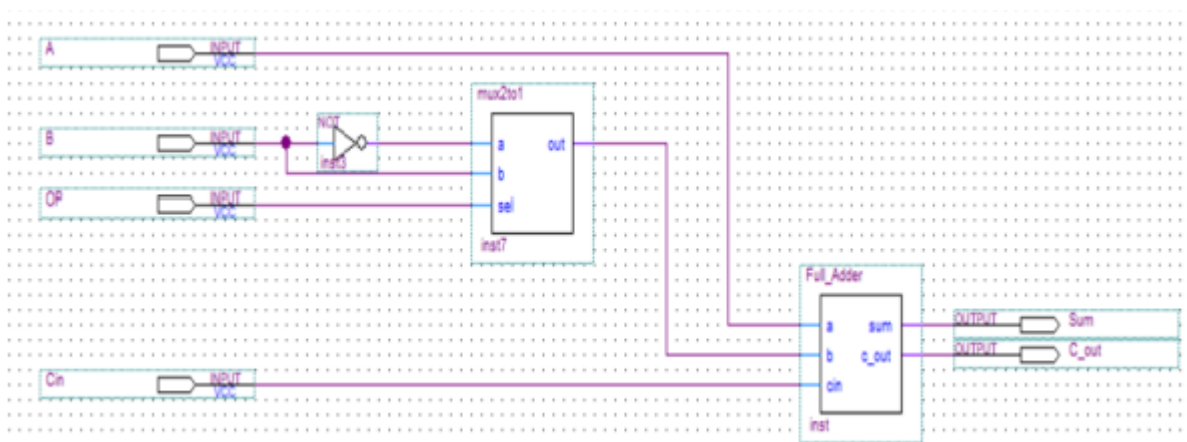 A
INPUT
VCC
mux2to1
NOT
B
INPUT
VCC
a
out
inst3
b
OP
INPUT
VCC
sel
inst7
Full_Adder
a
sum
OUTPUT
Sum
b
c_out
OUTPUT
C_out
Cin
INPUT
VCC
cin
inst